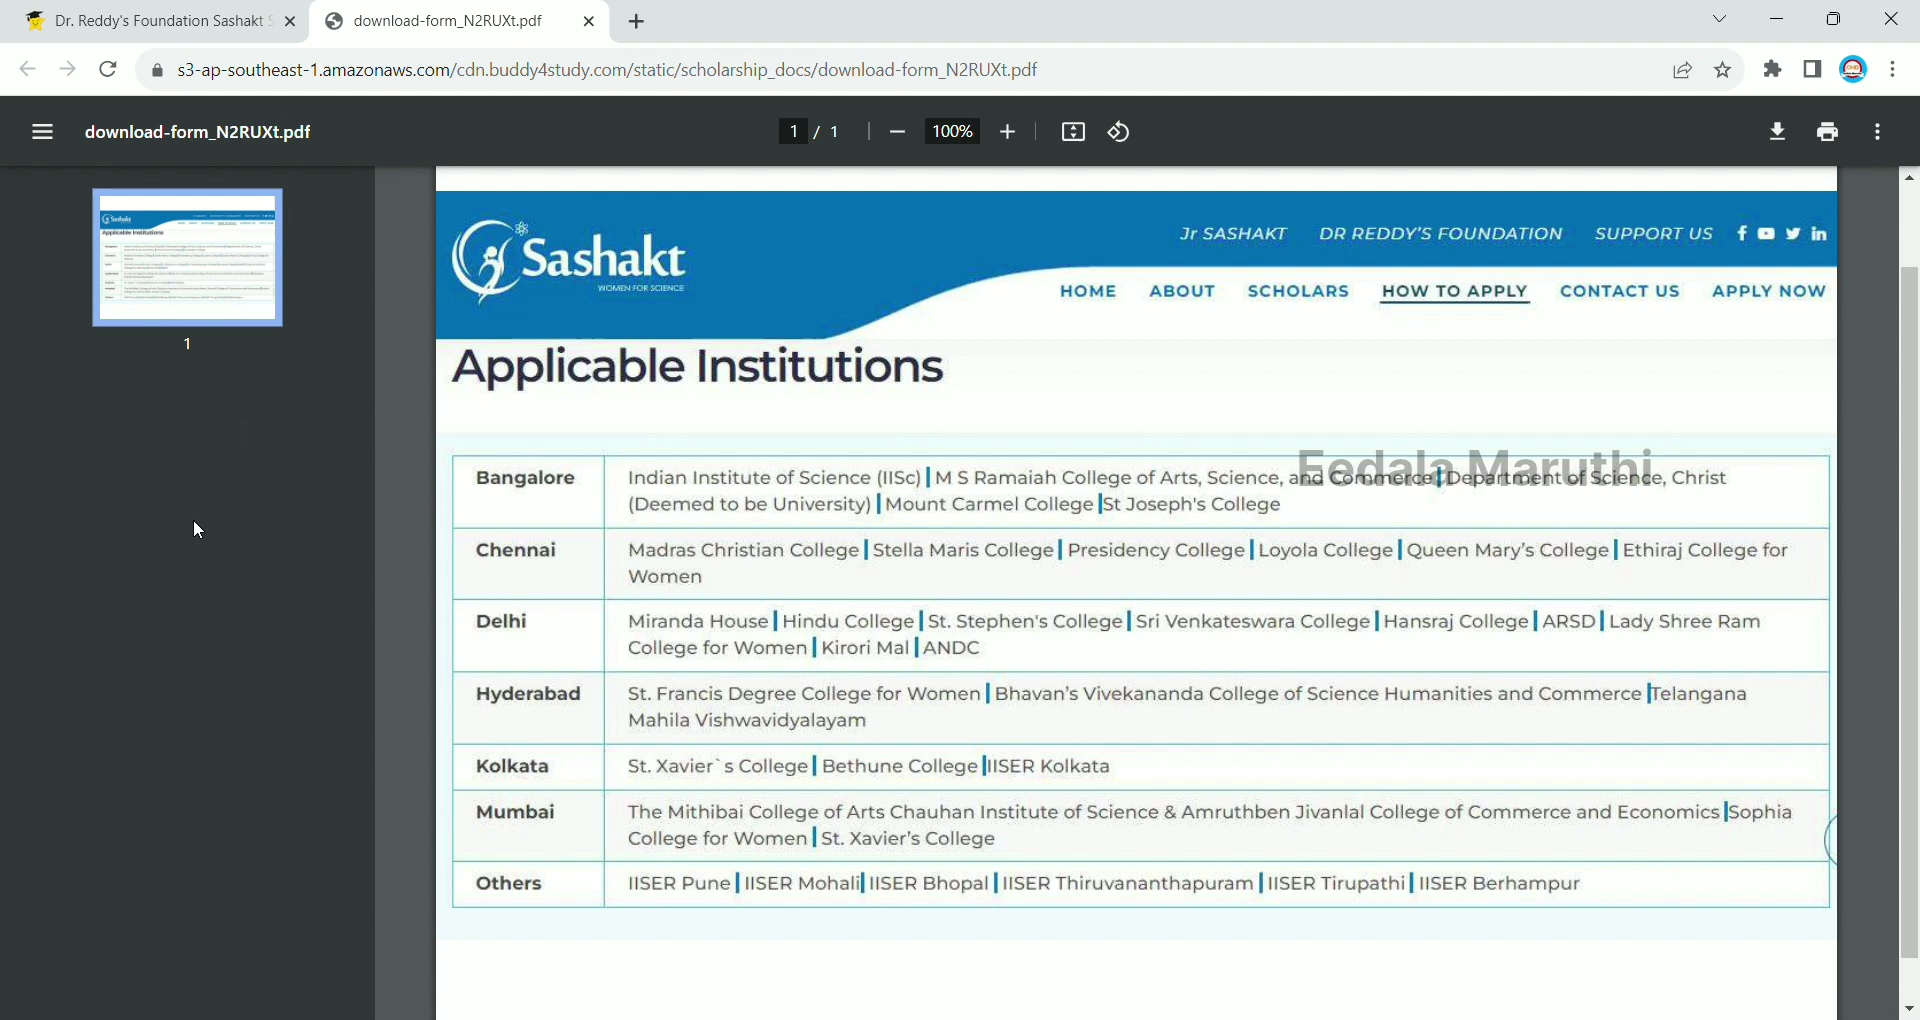 Dr. Reddy's Foundation Sashakt S
download-form_N2RUXt.pdf
s3-ap-southeast-1.amazonaws.com/cdn.buddy4study.com/static/scholarship_docs/download-form_N2RUXt.pdf
download-form_N2RUXt.pdf
1 / 1
100%
1
Sashakt
WOMEN FOR SCIENCE
Jr SASHAKT DR REDDY'S FOUNDATION SUPPORT US
HOME ABOUT SCHOLARS HOW TO APPLY CONTACT US APPLY NOW
Applicable Institutions
Eedala Maruthi
Bangalore Indian Institute of Science (IISc) | M S Ramaiah College of Arts, Science, and Commerce | Department of Science, Christ
(Deemed to be University) | Mount Carmel College |St Joseph's College
Chennai Madras Christian College | Stella Maris College | Presidency College | Loyola College | Queen Mary's College | Ethiraj College for
Women
Delhi Miranda House | Hindu College | St. Stephen's College | Sri Venkateswara College | Hansraj College | ARSD | Lady Shree Ram
College for Women | Kirori Mal | ANDC
Hyderabad St. Francis Degree College for Women | Bhavan's Vivekananda College of Science Humanities and Commerce |Telangana
Mahila Vishwavidyalayam
Kolkata St. Xavier`s College | Bethune College |IISER Kolkata
Mumbai The Mithibai College of Arts Chauhan Institute of Science & Amruthben Jivanlal College of Commerce and Economics |Sophia
College for Women | St. Xavier's College
Others IISER Pune | IISER Mohali| IISER Bhopal | IISER Thiruvananthapuram | IISER Tirupathi | IISER Berhampur